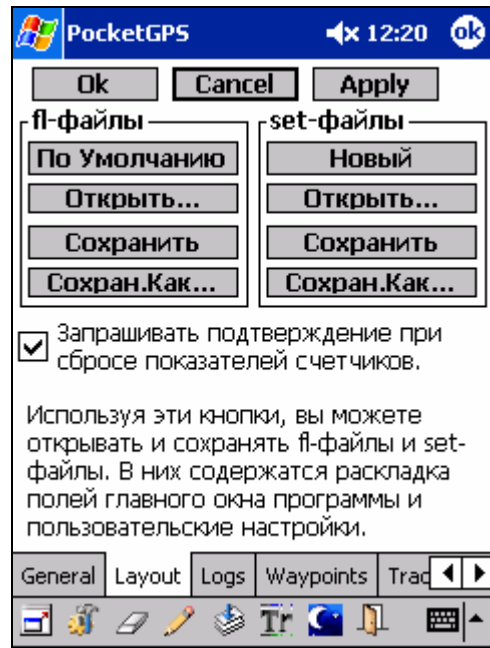 PocketGPS 12:20 ok
Ok Cancel Apply
fl-файлы set-файлы
По Умолчанию Новый
Открыть... Открыть...
Сохранить Сохранить
Сохран.Как... Сохран.Как...
Запрашивать подтверждение при
сбросе показателей счетчиков.
Используя эти кнопки, вы можете
открывать и сохранять fl-файлы и set-
файлы. В них содержатся раскладка
полей главного окна программы и
пользовательские настройки.
General Layout Logs Waypoints Trac
Tr